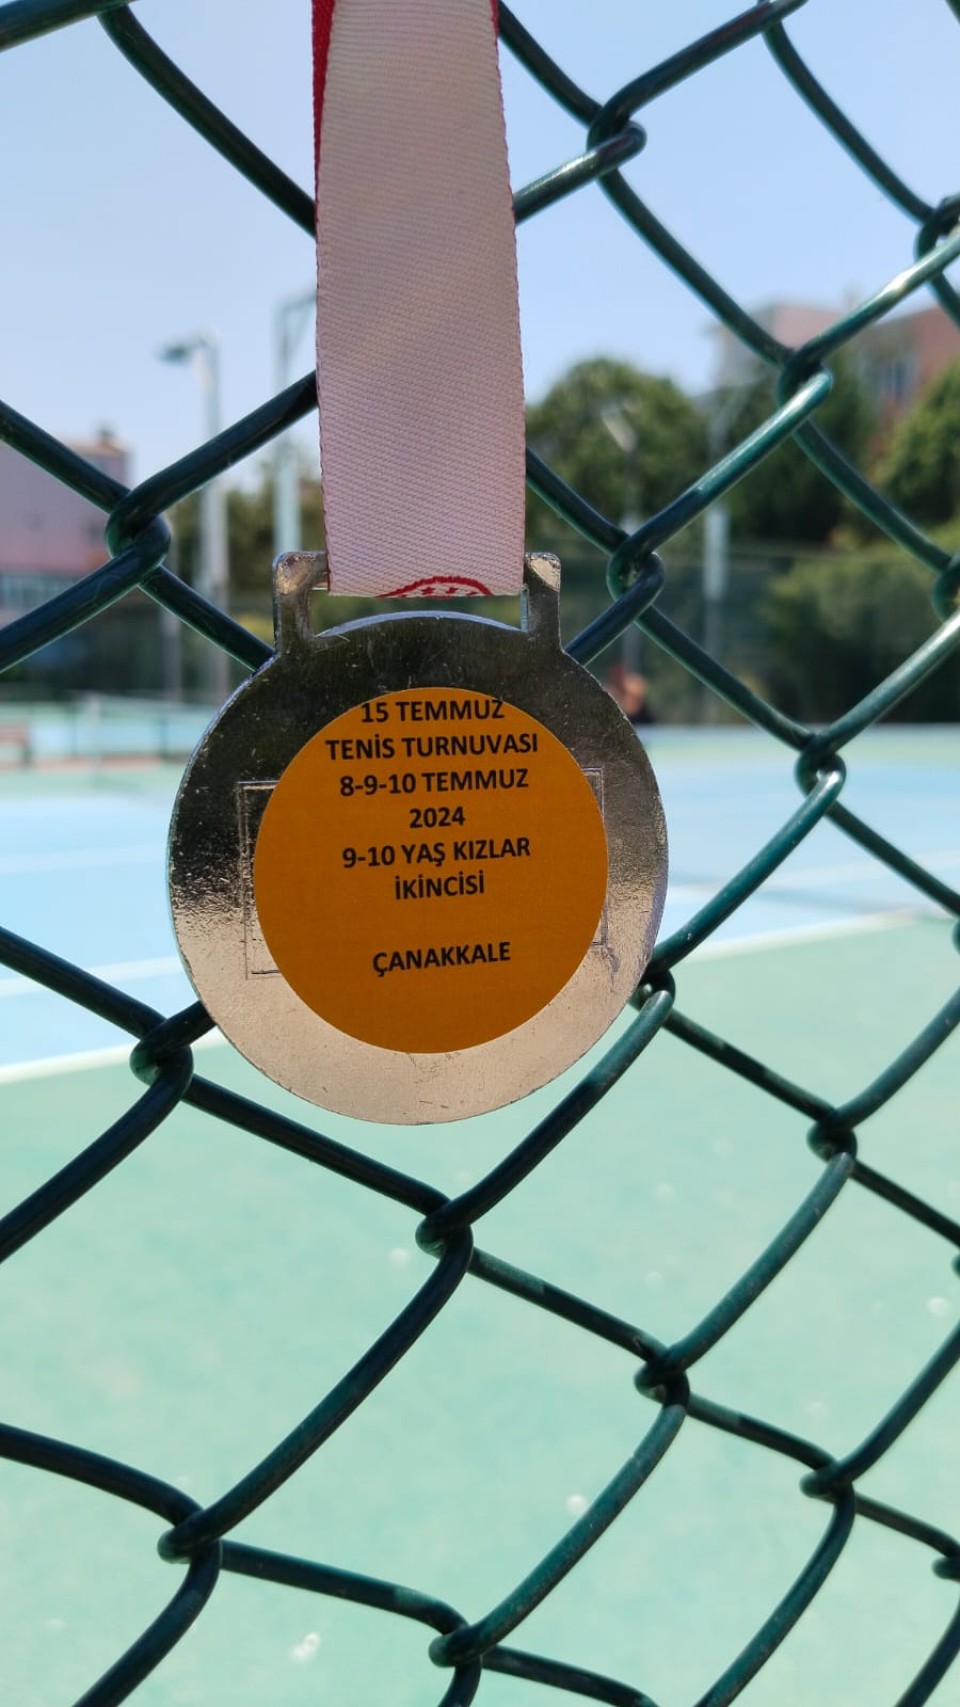 15 TEMMUZ
TENİS TURNUVASI
8-9-10 TEMMUZ
2024
9-10 YAŞ KIZLAR
İKİNCİSİ
ÇANAKKALE